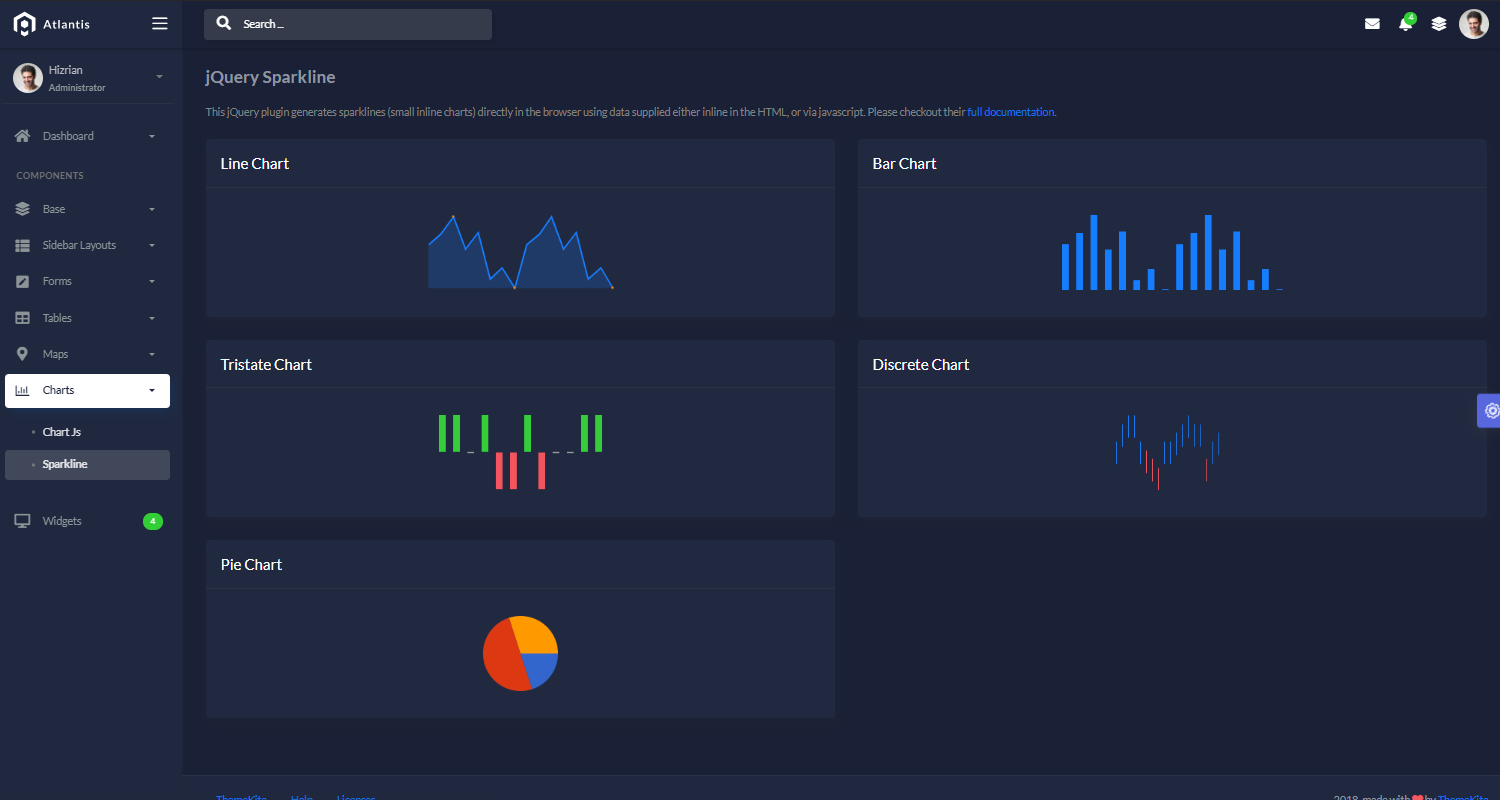 Atlantis
Search ...
4
Hizrian
Administrator
Dashboard
COMPONENTS
Base
Sidebar Layouts
Forms
Tables
Maps
Charts
Chart Js
Sparkline
Widgets
4
jQuery Sparkline
This jQuery plugin generates sparklines (small inline charts) directly in the browser using data supplied either inline in the HTML, or via javascript. Please checkout their full documentation.
Line Chart
Bar Chart
Tristate Chart
Discrete Chart
Pie Chart
ThemeKita Help Licenses
2018, made with by ThemeKita